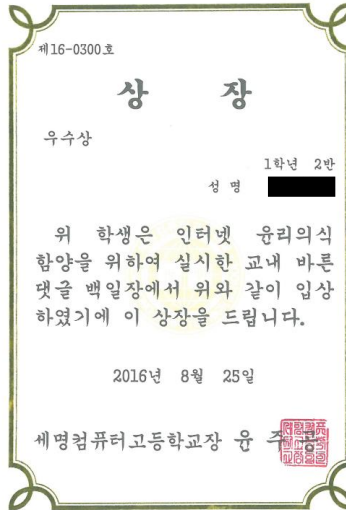 제16-0300호
상 장
우수상
1학년 2반
성 명
위 학생은 인터넷 윤리의식
함양을 위하여 실시한 교내 바른
댓글 백일장에서 위와 같이 입상
하였기에 이 상장을 드립니다.
2016년 8월 25일
세명컴퓨터고등학교장 윤 주